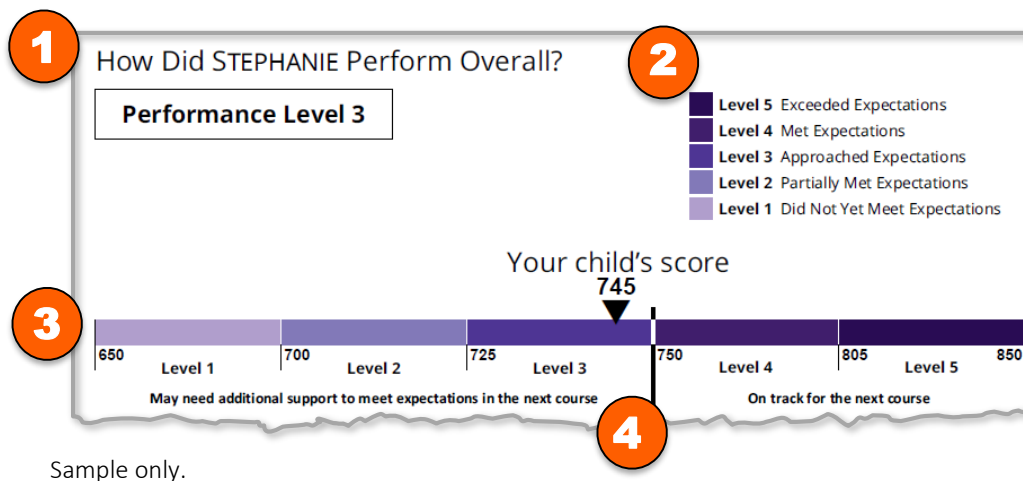 1
How Did STEPHANIE Perform Overall?
Performance Level 3
2
Level 5 Exceeded Expectations
Level 4 Met Expectations
Level 3 Approached Expectations
Level 2 Partially Met Expectations
Level 1 Did Not Yet Meet Expectations
Your child's score
745
3
650 700 725 750 805 850
Level 1 Level 2 Level 3 Level 4 Level 5
May need additional support to meet expectations in the next course On track for the next course
4
Sample only.